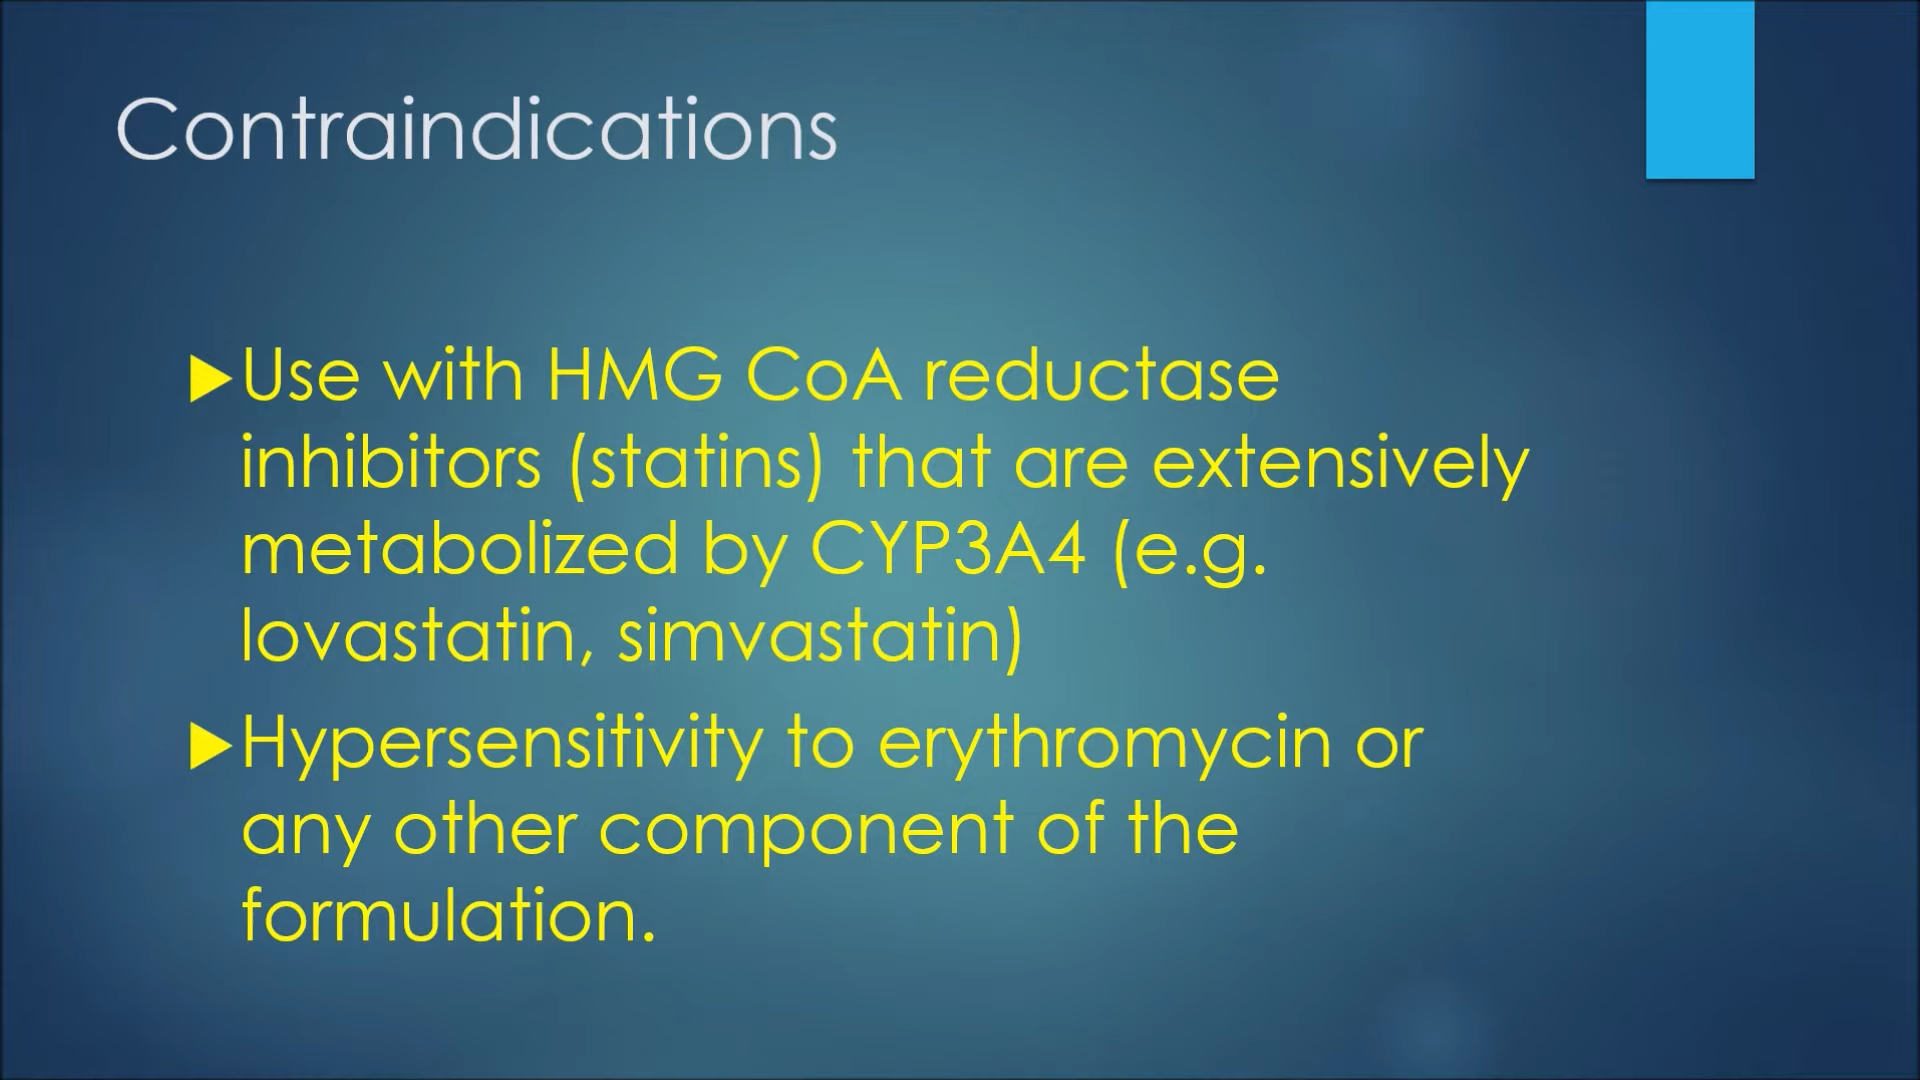 Contraindications
Use with HMG CoA reductase
inhibitors (statins) that are extensively
metabolized by CYP3A4 (e.g.
lovastatin, simvastatin)
Hypersensitivity to erythromycin or
any other component of the
formulation.